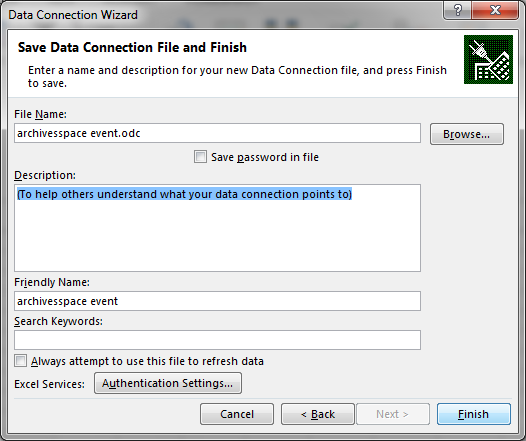 Data Connection Wizard
Save Data Connection File and Finish
Enter a name and description for your new Data Connection file, and press Finish
to save.
File Name:
archivesspace event.odc
Browse...
Save password in file
Description:
(To help others understand what your data connection points to)
Friendly Name:
archivesspace event
Search Keywords:
Always attempt to use this file to refresh data
Excel Services: Authentication Settings...
Cancel < Back Next > Finish